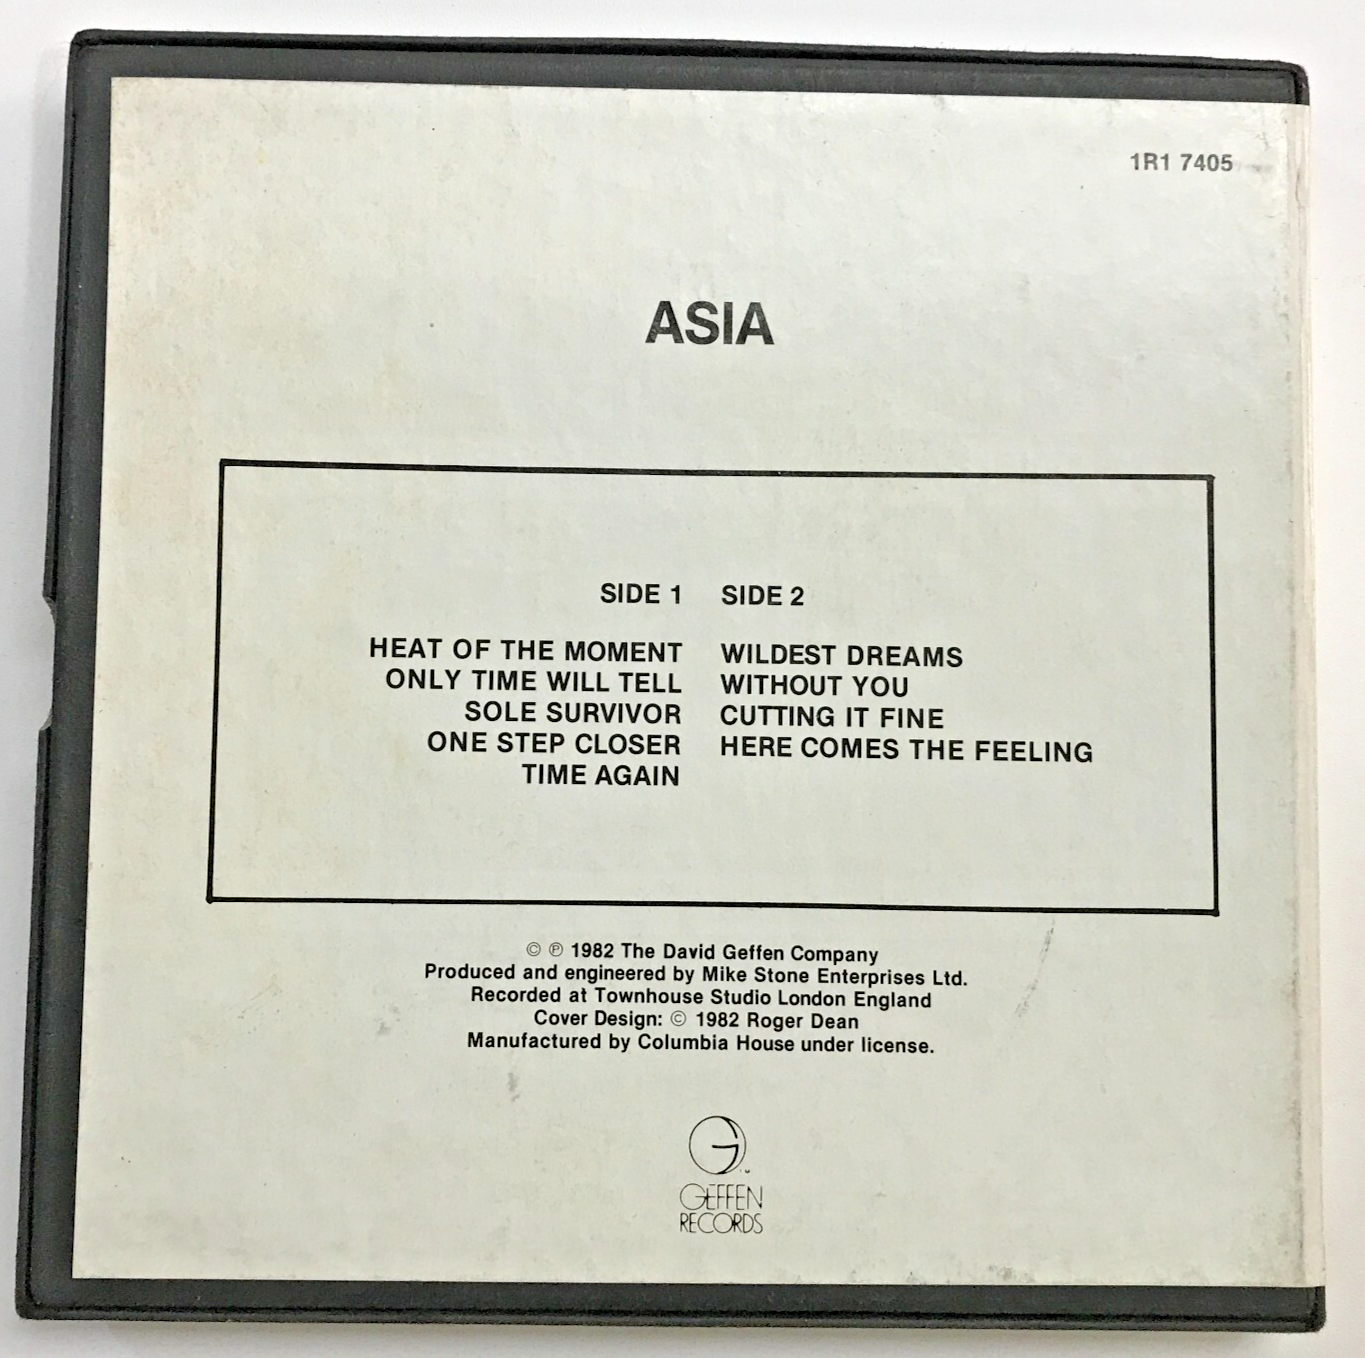 1R1 7405
ASIA
SIDE 1
HEAT OF THE MOMENT
ONLY TIME WILL TELL
SOLE SURVIVOR
ONE STEP CLOSER
TIME AGAIN
SIDE 2
WILDEST DREAMS
WITHOUT YOU
CUTTING IT FINE
HERE COMES THE FEELING
© ℗ 1982 The David Geffen Company
Produced and engineered by Mike Stone Enterprises Ltd.
Recorded at Townhouse Studio London England
Cover Design: © 1982 Roger Dean
Manufactured by Columbia House under license.
GEFFEN
RECORDS